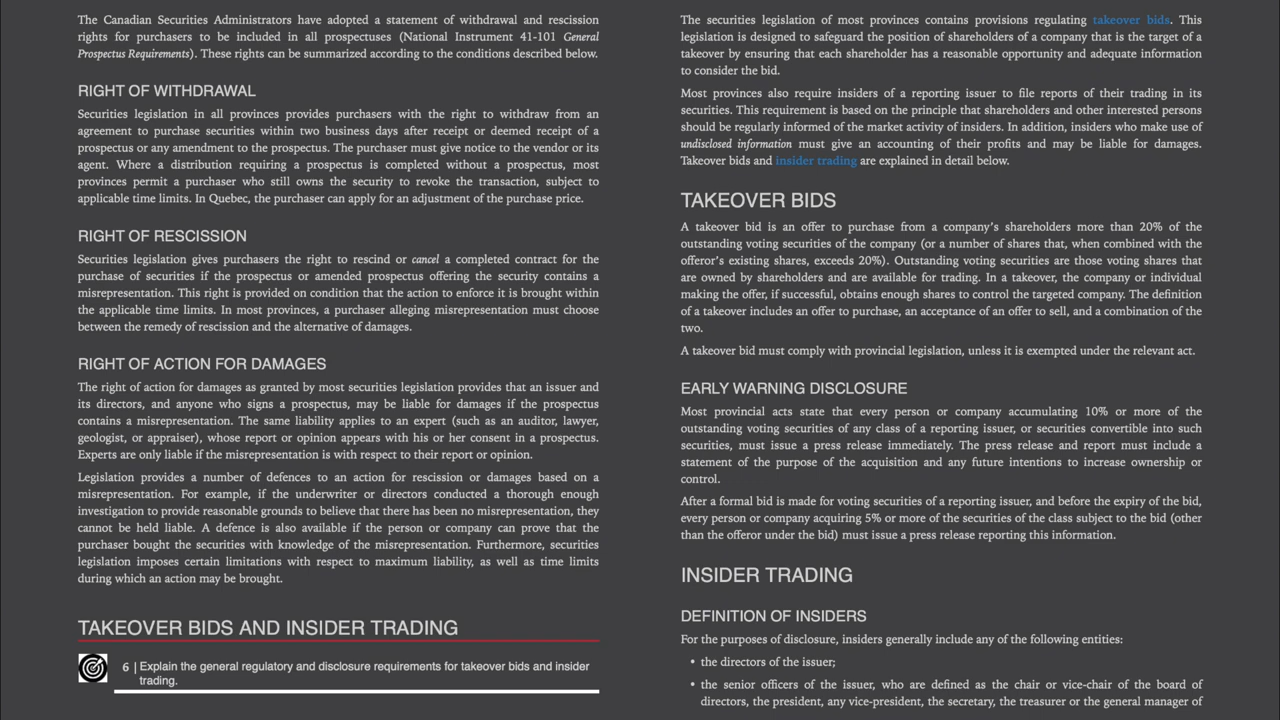 The Canadian Securities Administrators have adopted a statement of withdrawal and rescission
rights for purchasers to be included in all prospectuses (National Instrument 41-101 General
Prospectus Requirements). These rights can be summarized according to the conditions described below.
RIGHT OF WITHDRAWAL
Securities legislation in all provinces provides purchasers with the right to withdraw from an
agreement to purchase securities within two business days after receipt or deemed receipt of a
prospectus or any amendment to the prospectus. The purchaser must give notice to the vendor or its
agent. Where a distribution requiring a prospectus is completed without a prospectus, most
provinces permit a purchaser who still owns the security to revoke the transaction, subject to
applicable time limits. In Quebec, the purchaser can apply for an adjustment of the purchase price.
RIGHT OF RESCISSION
Securities legislation gives purchasers the right to rescind or cancel a completed contract for the
purchase of securities if the prospectus or amended prospectus offering the security contains a
misrepresentation. This right is provided on condition that the action to enforce it is brought within
the applicable time limits. In most provinces, a purchaser alleging misrepresentation must choose
between the remedy of rescission and the alternative of damages.
RIGHT OF ACTION FOR DAMAGES
The right of action for damages as granted by most securities legislation provides that an issuer and
its directors, and anyone who signs a prospectus, may be liable for damages if the prospectus
contains a misrepresentation. The same liability applies to an expert (such as an auditor, lawyer,
geologist, or appraiser), whose report or opinion appears with his or her consent in a prospectus.
Experts are only liable if the misrepresentation is with respect to their report or opinion.
Legislation provides a number of defences to an action for rescission or damages based on a
misrepresentation. For example, if the underwriter or directors conducted a thorough enough
investigation to provide reasonable grounds to believe that there has been no misrepresentation, they
cannot be held liable. A defence is also available if the person or company can prove that the
purchaser bought the securities with knowledge of the misrepresentation. Furthermore, securities
legislation imposes certain limitations with respect to maximum liability, as well as time limits
during which an action may be brought.
TAKEOVER BIDS AND INSIDER TRADING
6 | Explain the general regulatory and disclosure requirements for takeover bids and insider
trading.
The securities legislation of most provinces contains provisions regulating takeover bids. This
legislation is designed to safeguard the position of shareholders of a company that is the target of a
takeover by ensuring that each shareholder has a reasonable opportunity and adequate information
to consider the bid.
Most provinces also require insiders of a reporting issuer to file reports of their trading in its
securities. This requirement is based on the principle that shareholders and other interested persons
should be regularly informed of the market activity of insiders. In addition, insiders who make use of
undisclosed information must give an accounting of their profits and may be liable for damages.
Takeover bids and insider trading are explained in detail below.
TAKEOVER BIDS
A takeover bid is an offer to purchase from a company's shareholders more than 20% of the
outstanding voting securities of the company (or a number of shares that, when combined with the
offeror's existing shares, exceeds 20%). Outstanding voting securities are those voting shares that
are owned by shareholders and are available for trading. In a takeover, the company or individual
making the offer, if successful, obtains enough shares to control the targeted company. The definition
of a takeover includes an offer to purchase, an acceptance of an offer to sell, and a combination of the
two.
A takeover bid must comply with provincial legislation, unless it is exempted under the relevant act.
EARLY WARNING DISCLOSURE
Most provincial acts state that every person or company accumulating 10% or more of the
outstanding voting securities of any class of a reporting issuer, or securities convertible into such
securities, must issue a press release immediately. The press release and report must include a
statement of the purpose of the acquisition and any future intentions to increase ownership or
control.
After a formal bid is made for voting securities of a reporting issuer, and before the expiry of the bid,
every person or company acquiring 5% or more of the securities of the class subject to the bid (other
than the offeror under the bid) must issue a press release reporting this information.
INSIDER TRADING
DEFINITION OF INSIDERS
For the purposes of disclosure, insiders generally include any of the following entities:
• the directors of the issuer;
• the senior officers of the issuer, who are defined as the chair or vice-chair of the board of
directors, the president, any vice-president, the secretary, the treasurer or the general manager of